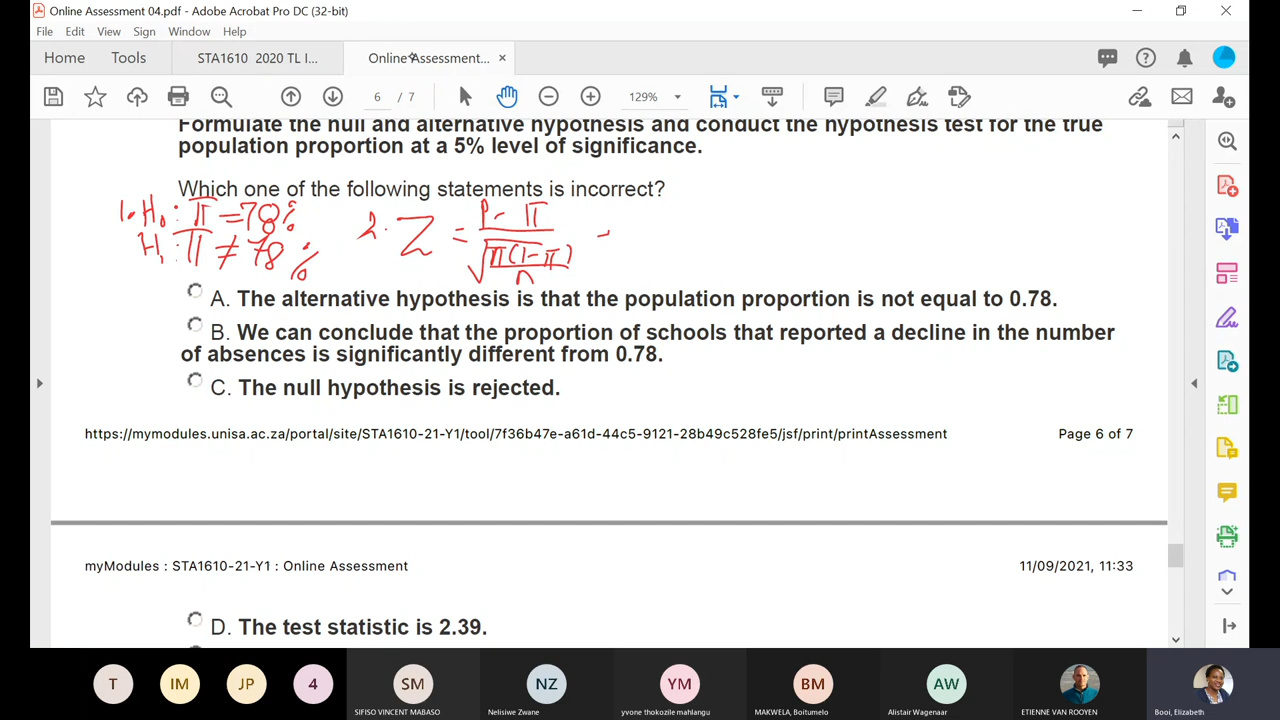 Online Assessment 04.pdf - Adobe Acrobat Pro DC (32-bit)
File Edit View Sign Window Help
Home Tools STA1610 2020 TL I... Online Assessment... ×
6 / 7 129%
Formulate the null and alternative hypothesis and conduct the hypothesis test for the true
population proportion at a 5% level of significance.
Which one of the following statements is incorrect?
1. H₀ : π = 78% 2. Z = p - π / √(π(1-π)/n) =
H₁ : π ≠ 78%
A. The alternative hypothesis is that the population proportion is not equal to 0.78.
B. We can conclude that the proportion of schools that reported a decline in the number
of absences is significantly different from 0.78.
C. The null hypothesis is rejected.
https://mymodules.unisa.ac.za/portal/site/STA1610-21-Y1/tool/7f36b47e-a61d-44c5-9121-28b49c528fe5/jsf/print/printAssessment Page 6 of 7
myModules : STA1610-21-Y1 : Online Assessment 11/09/2021, 11:33
D. The test statistic is 2.39.
T IM JP 4 SM NZ YM BM AW
SIFISO VINCENT MABASO Nelisiwe Zwane yvone thokozile mahlangu MAKWELA, Boitumelo Alistair Wagenaar ETIENNE VAN ROOYEN Booi, Elizabeth